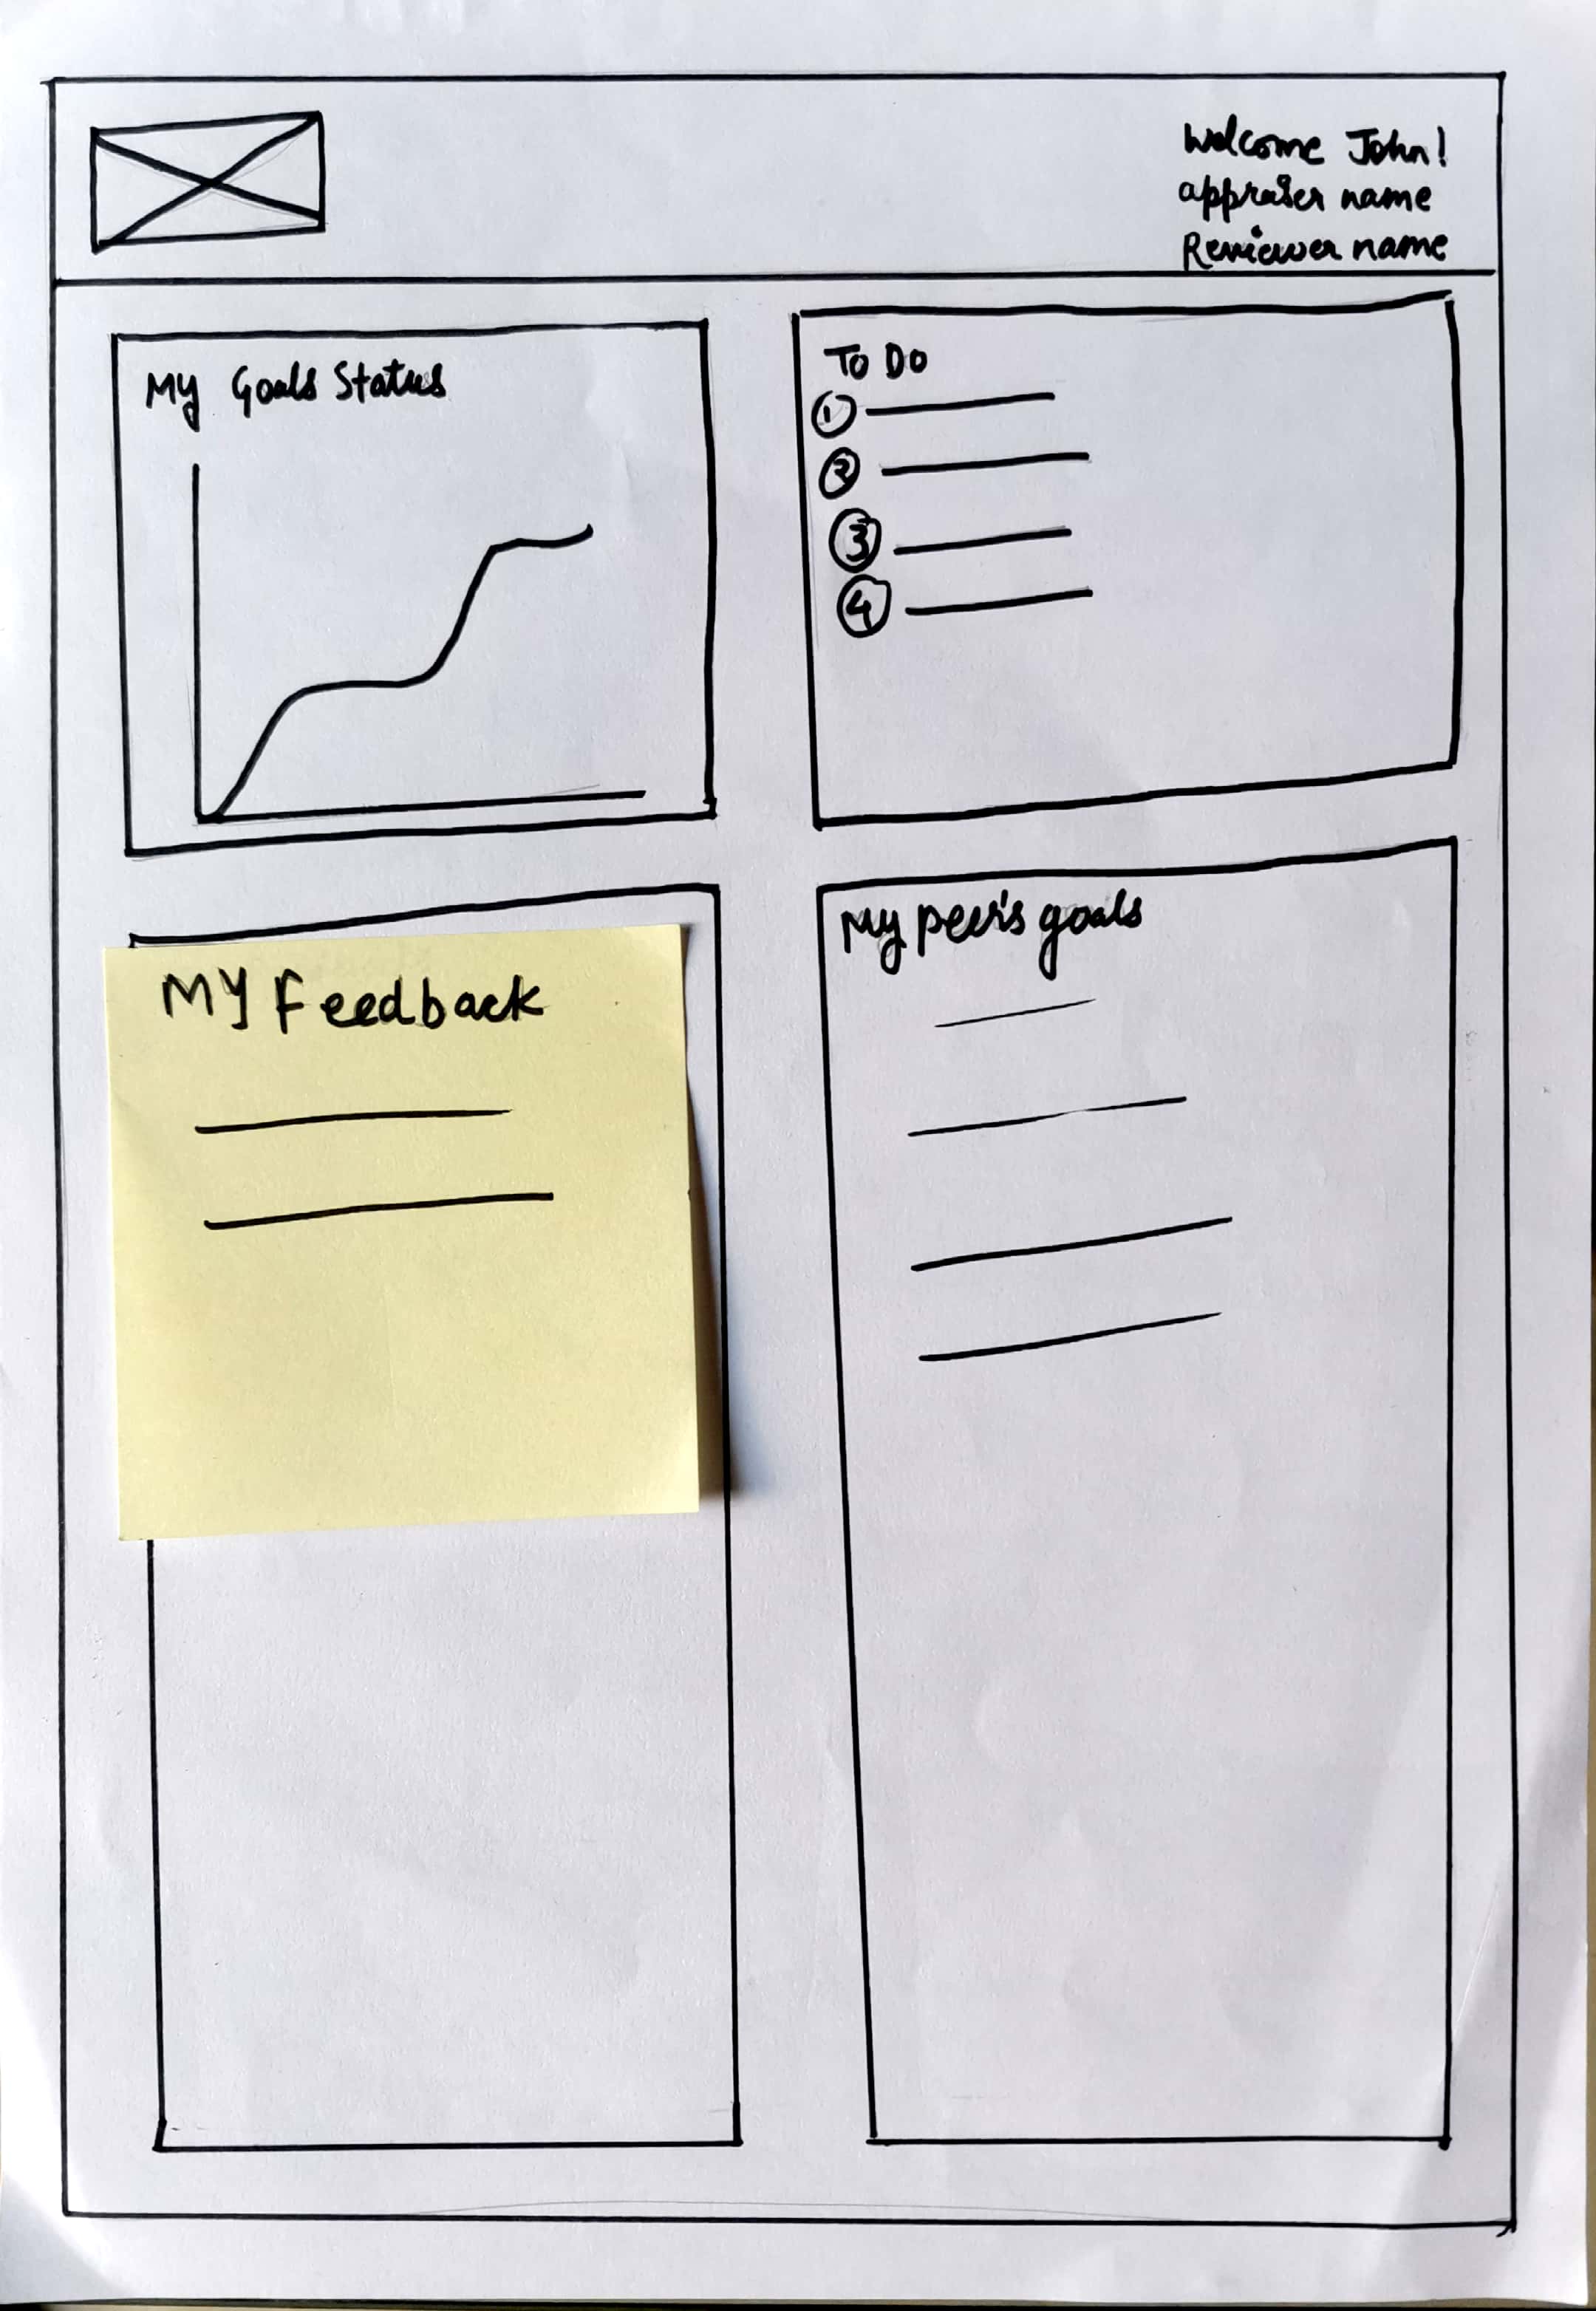 Welcome John!
appraiser name
Reviewer name
My Goals Status
To Do
1
2
3
4
My Feedback
My peer's goals